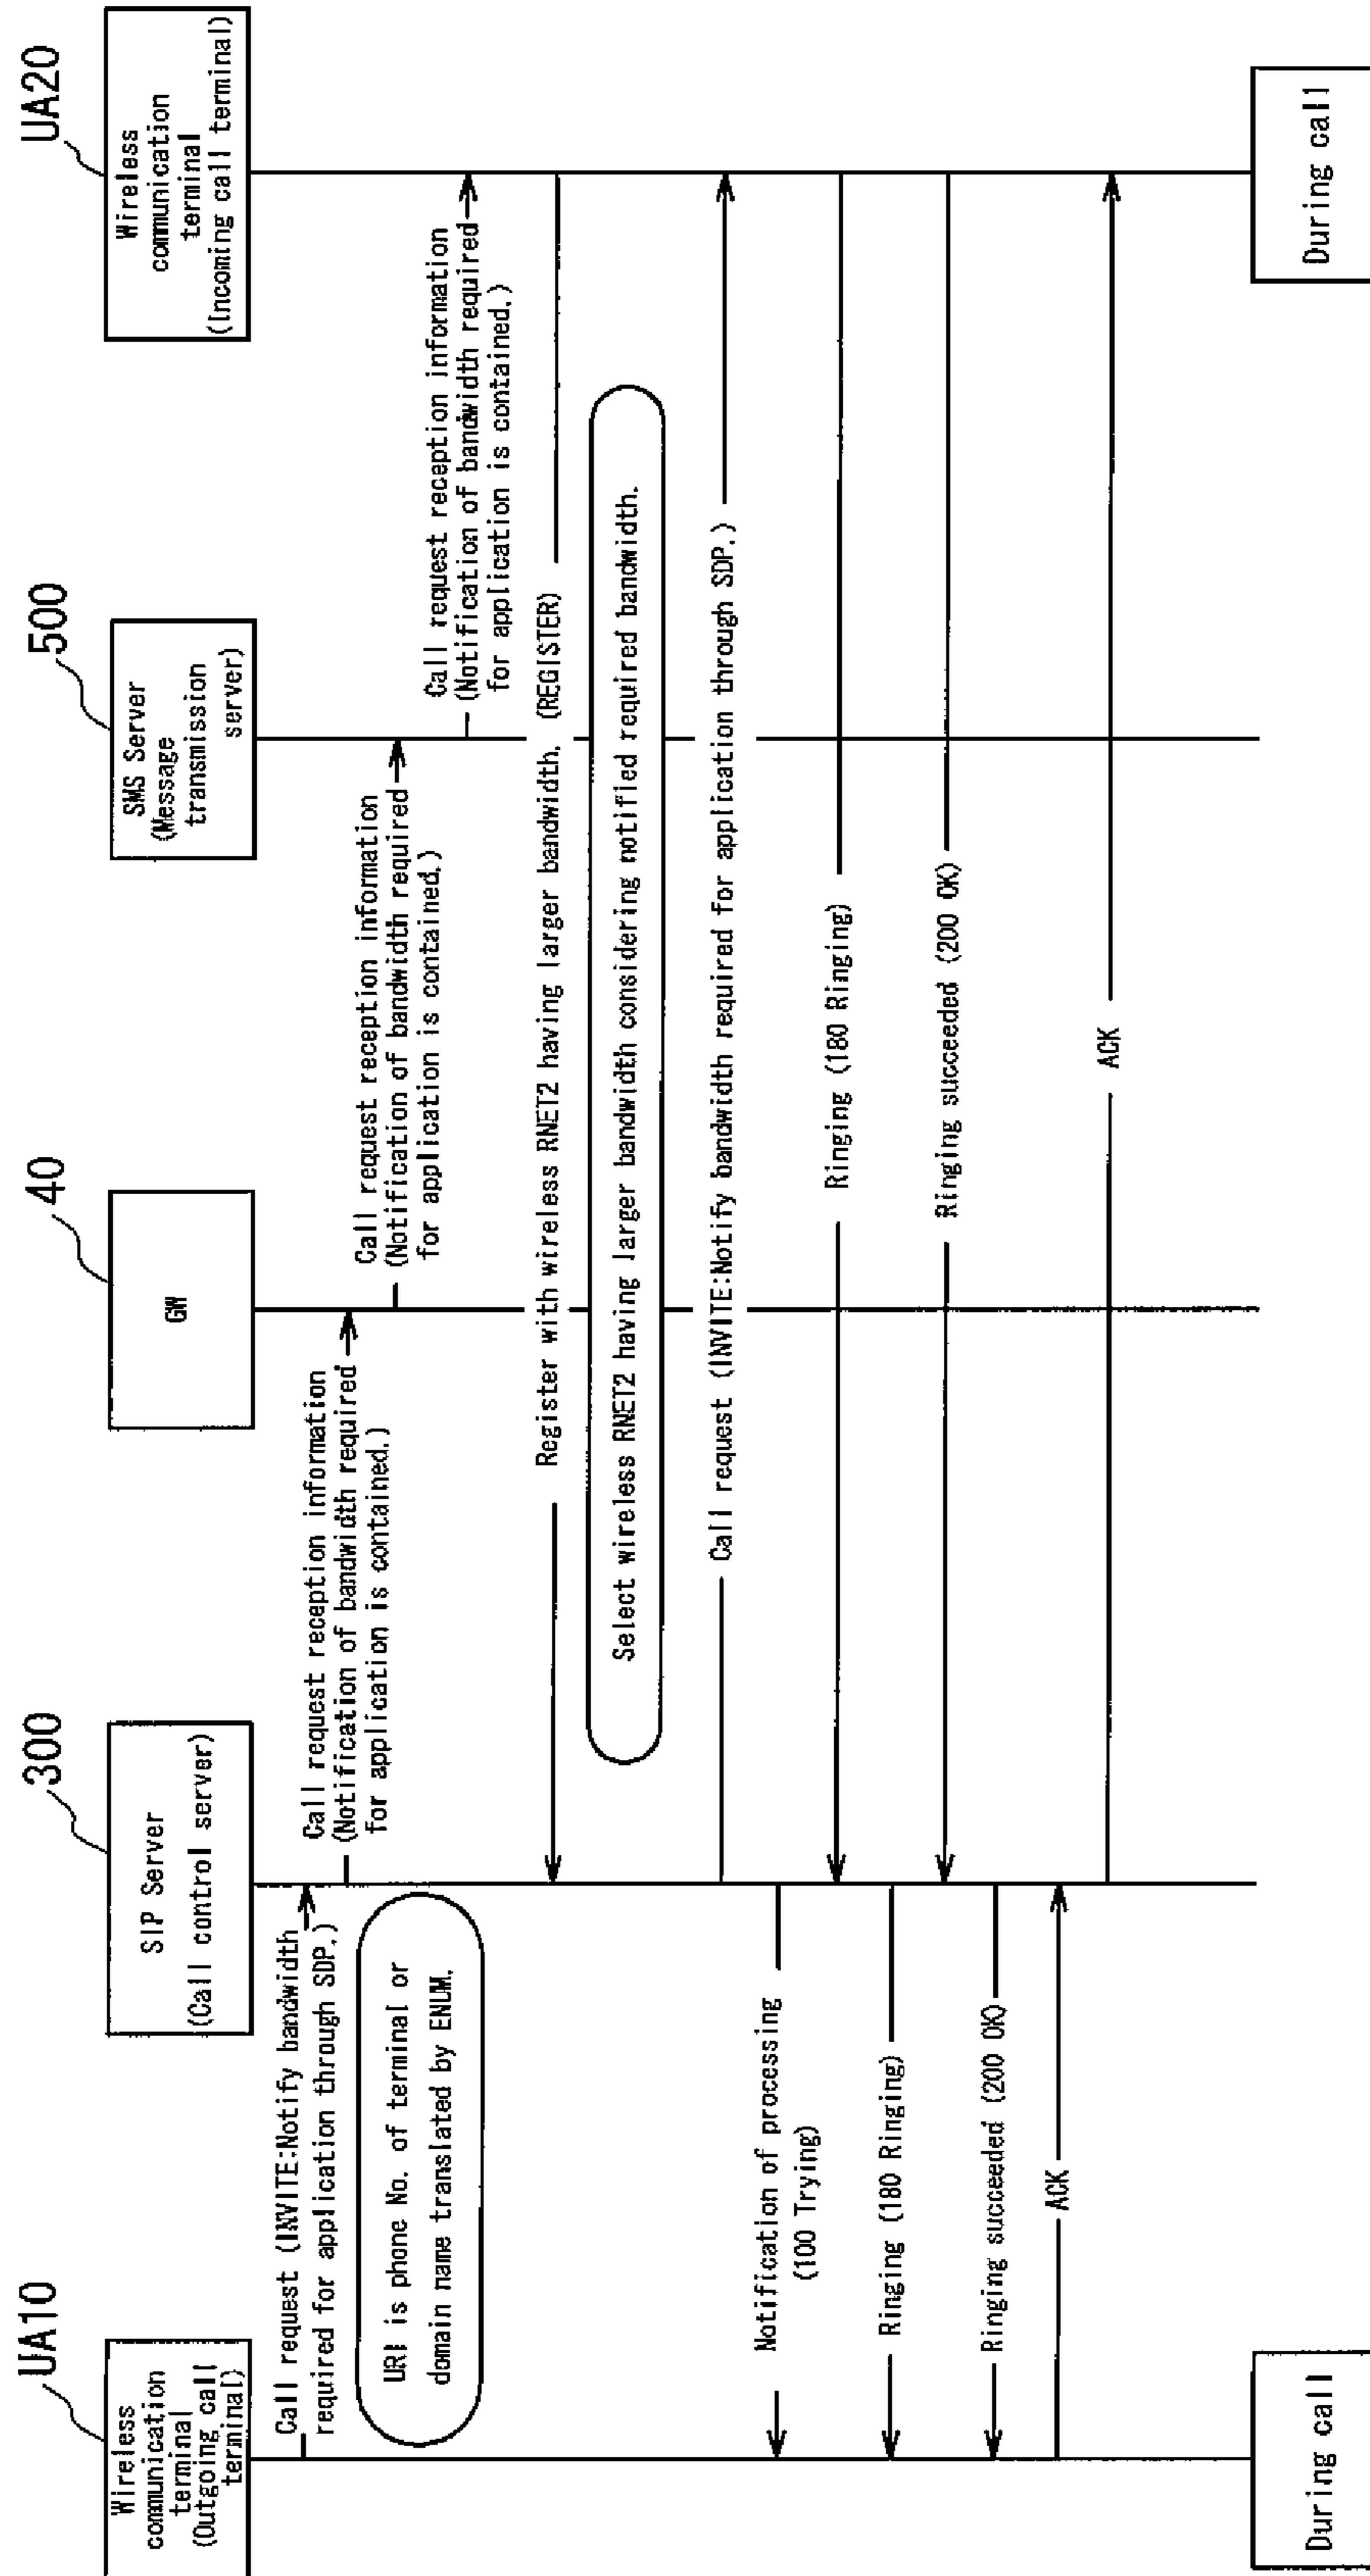 UA10
Wireless
communication
terminal
(Outgoing call
terminal)
300
SIP Server
(Call control server)
40
GW
500
SMS Server
(Message
transmission
server)
UA20
Wireless
communication
terminal
(Incoming call terminal)
Call request (INVITE:Notify bandwidth
required for application through SDP.)
URI is phone No. of terminal or
domain name translated by ENUM.
Call request reception information
(Notification of bandwidth required
for application is contained.)
Call request reception information
(Notification of bandwidth required
for application is contained.)
Call request reception information
(Notification of bandwidth required
for application is contained.)
Register with wireless RNET2 having larger bandwidth. (REGISTER)
Select wireless RNET2 having larger bandwidth considering notified required bandwidth.
Call request (INVITE:Notify bandwidth required for application through SDP.)
Notification of processing
(100 Trying)
Ringing (180 Ringing)
Ringing (180 Ringing)
Ringing succeeded (200 OK)
Ringing succeeded (200 OK)
ACK
ACK
During call
During call